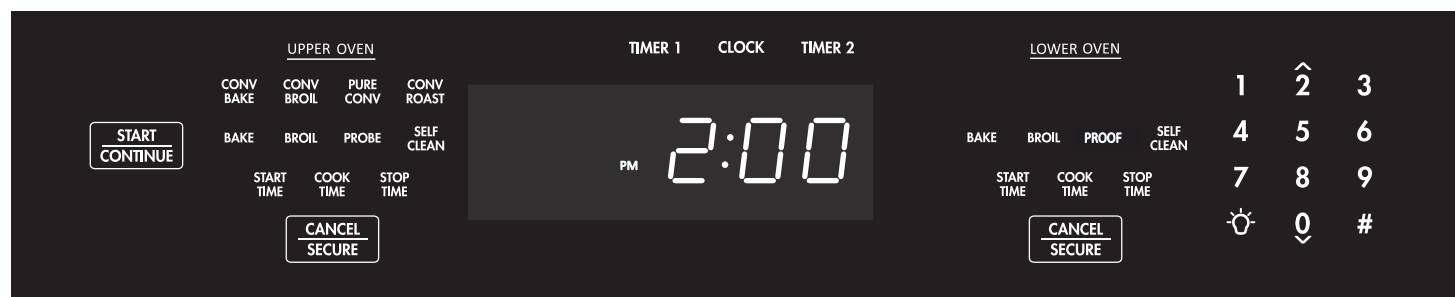 START
CONTINUE
UPPER OVEN
CONV BAKE
CONV BROIL
PURE CONV
CONV ROAST
BAKE
BROIL
PROBE
SELF CLEAN
START TIME
COOK TIME
STOP TIME
CANCEL
SECURE
TIMER 1
CLOCK
TIMER 2
PM 2:00
LOWER OVEN
BAKE
BROIL
PROOF
SELF CLEAN
START TIME
COOK TIME
STOP TIME
CANCEL
SECURE
1 2 3
4 5 6
7 8 9
0 #